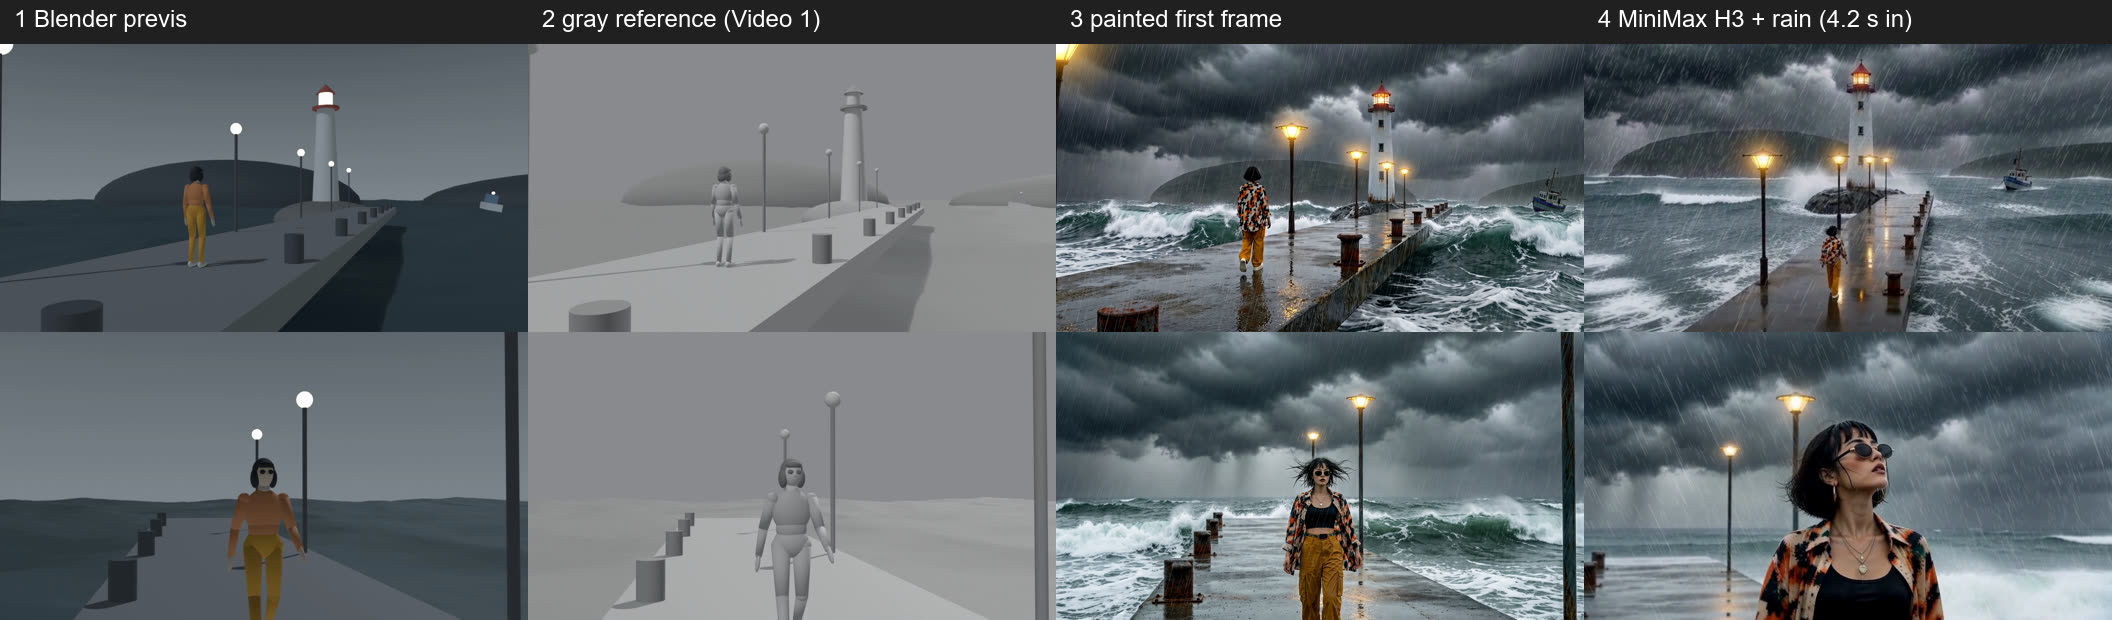 1 Blender previs
2 gray reference (Video 1)
3 painted first frame
4 MiniMax H3 + rain (4.2 s in)